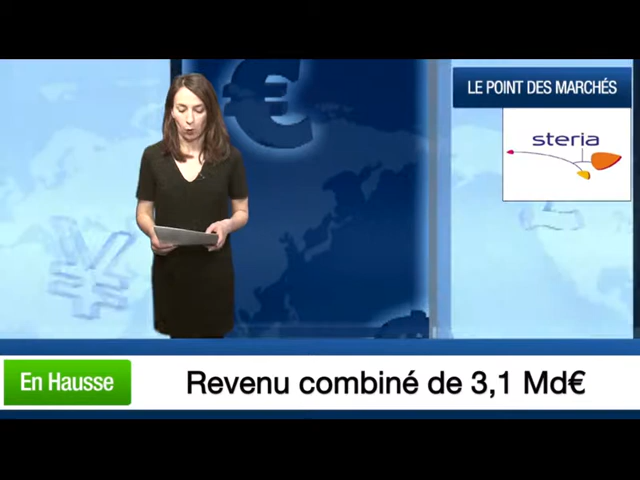 LE POINT DES MARCHÉS
steria
En Hausse
Revenu combiné de 3,1 Md€